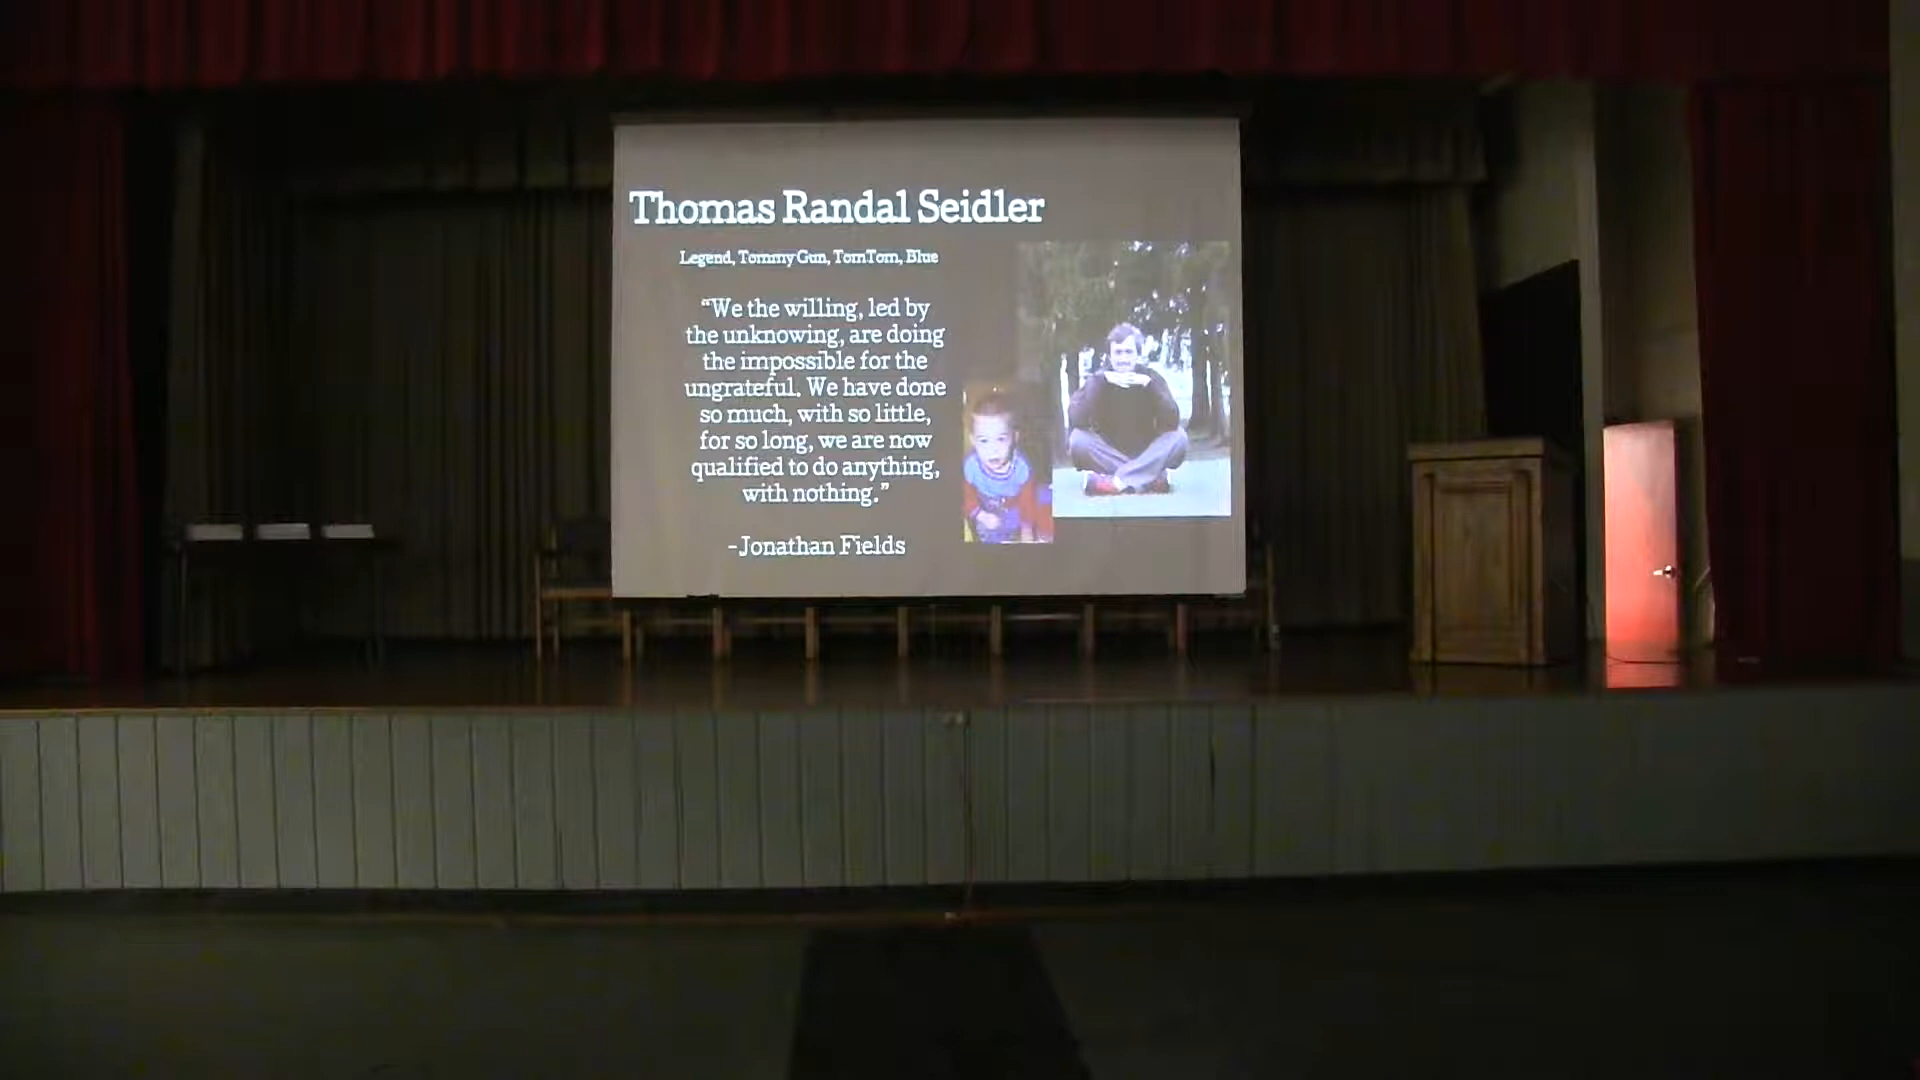 Thomas Randal Seidler
Legend, Tommy Gun, TomTom, Blue
“We the willing, led by
the unknowing, are doing
the impossible for the
ungrateful. We have done
so much, with so little,
for so long, we are now
qualified to do anything,
with nothing.”
-Jonathan Fields